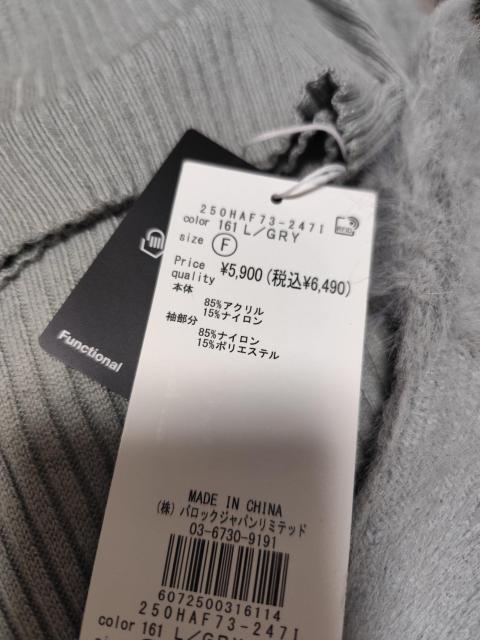 250HAF73-247I
color 161 L/GRY
size F
Price ¥5,900(税込¥6,490)
quality
本体
85%アクリル
15%ナイロン
袖部分
85%ナイロン
15%ポリエステル
Functional
MADE IN CHINA
(株)バロックジャパンリミテッド
03-6730-9191
6072500316114
250HAF73-247I
color 161 L/GRY